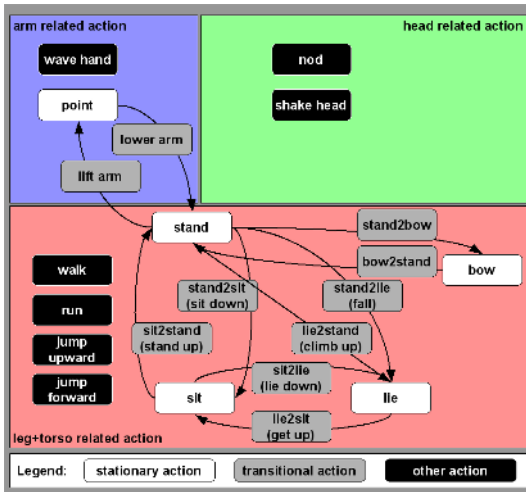 arm related action
head related action
wave hand
nod
point
shake head
lower arm
lift arm
stand
stand2bow
bow2stand
bow
walk
stand2sit
(sit down)
stand2lie
(fall)
run
sit2stand
(stand up)
lie2stand
(climb up)
jump
upward
sit2lie
(lie down)
jump
forward
sit
lie
lie2sit
(get up)
leg+torso related action
Legend:
stationary action
transitional action
other action